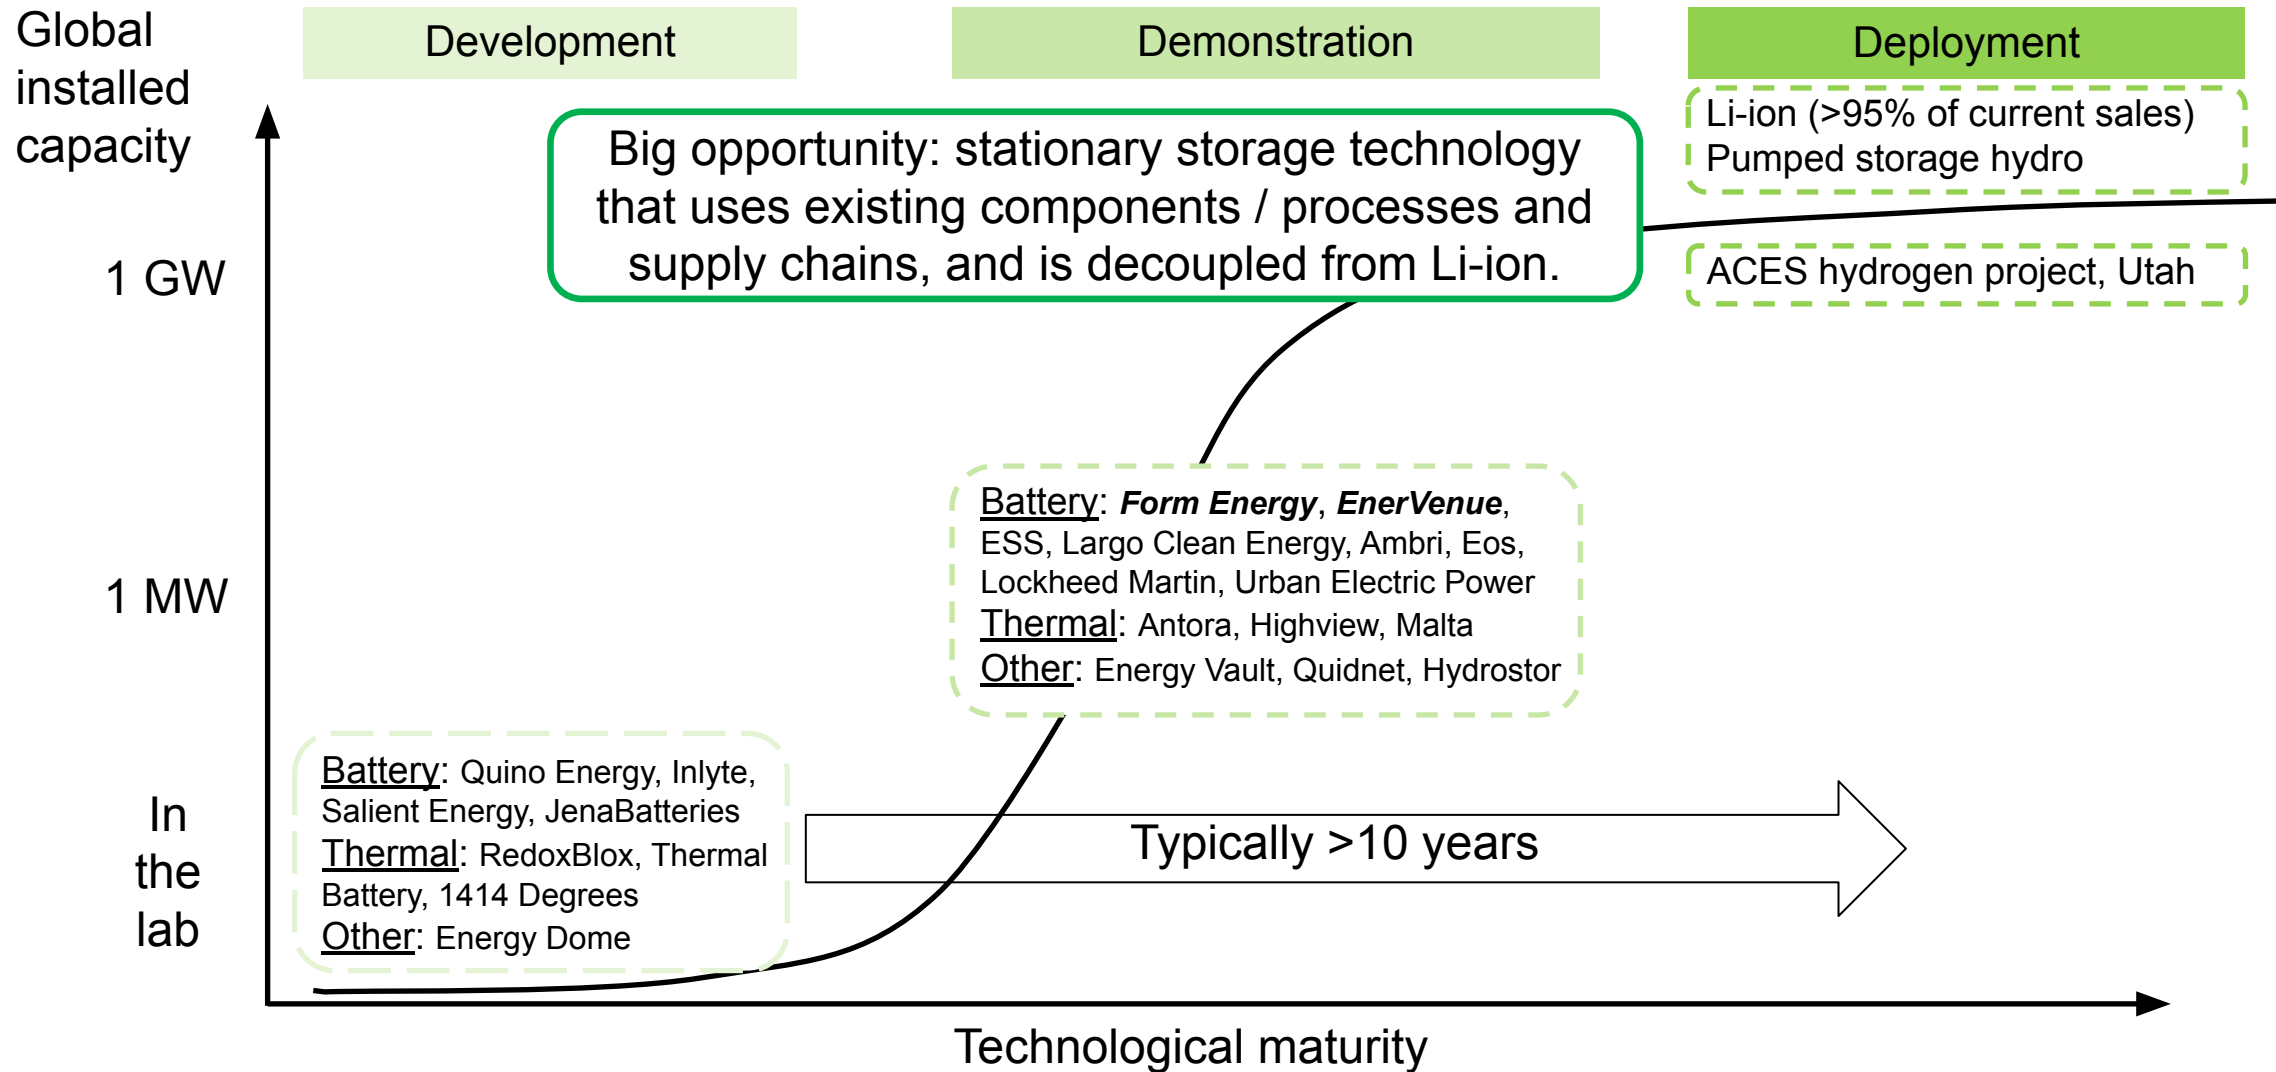 Global
installed
capacity
Development
Demonstration
Deployment
Li-ion (>95% of current sales)
Pumped storage hydro
Big opportunity: stationary storage technology
that uses existing components / processes and
supply chains, and is decoupled from Li-ion.
1 GW
ACES hydrogen project, Utah
Battery: Form Energy, EnerVenue,
ESS, Largo Clean Energy, Ambri, Eos,
Lockheed Martin, Urban Electric Power
Thermal: Antora, Highview, Malta
Other: Energy Vault, Quidnet, Hydrostor
1 MW
Battery: Quino Energy, Inlyte,
Salient Energy, JenaBatteries
Thermal: RedoxBlox, Thermal
Battery, 1414 Degrees
Other: Energy Dome
In
the
lab
Typically >10 years
Technological maturity